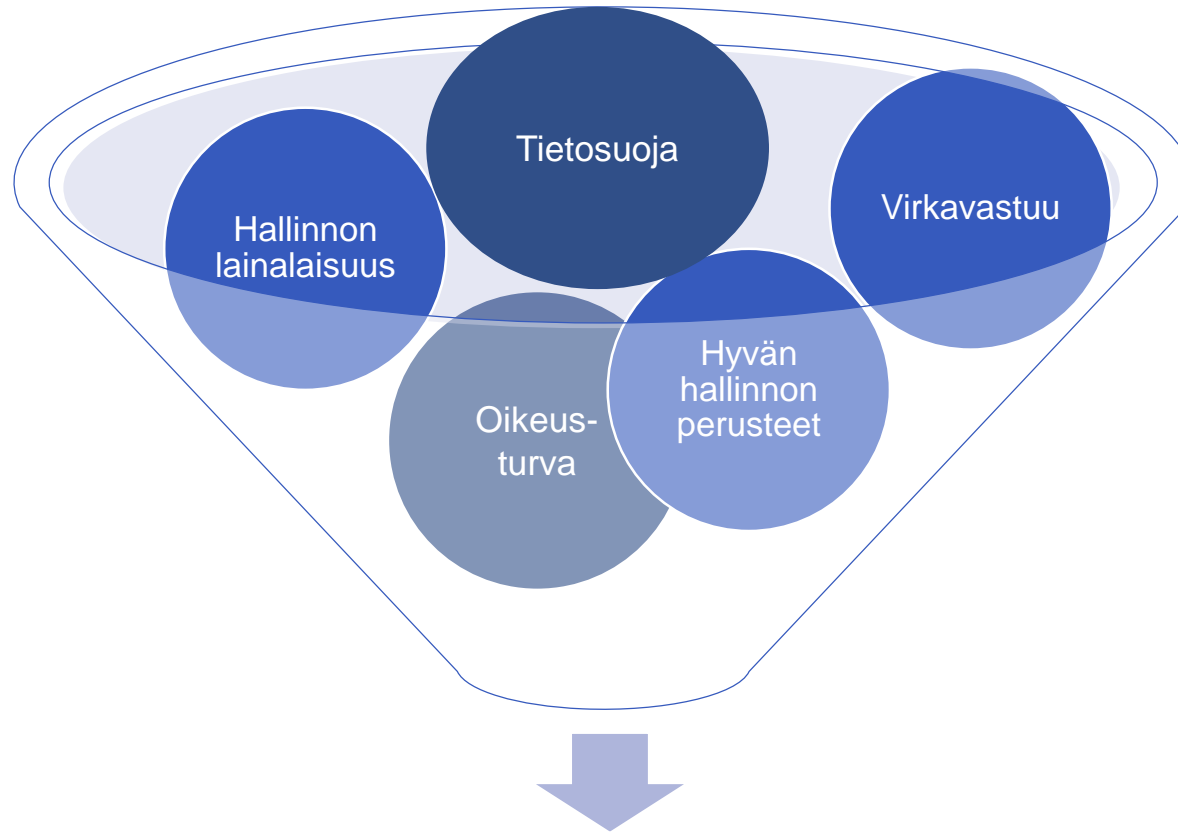 Tietosuoja
Virkavastuu
Hallinnon
lainalaisuus
Hyvän
hallinnon
perusteet
Oikeus-
turva